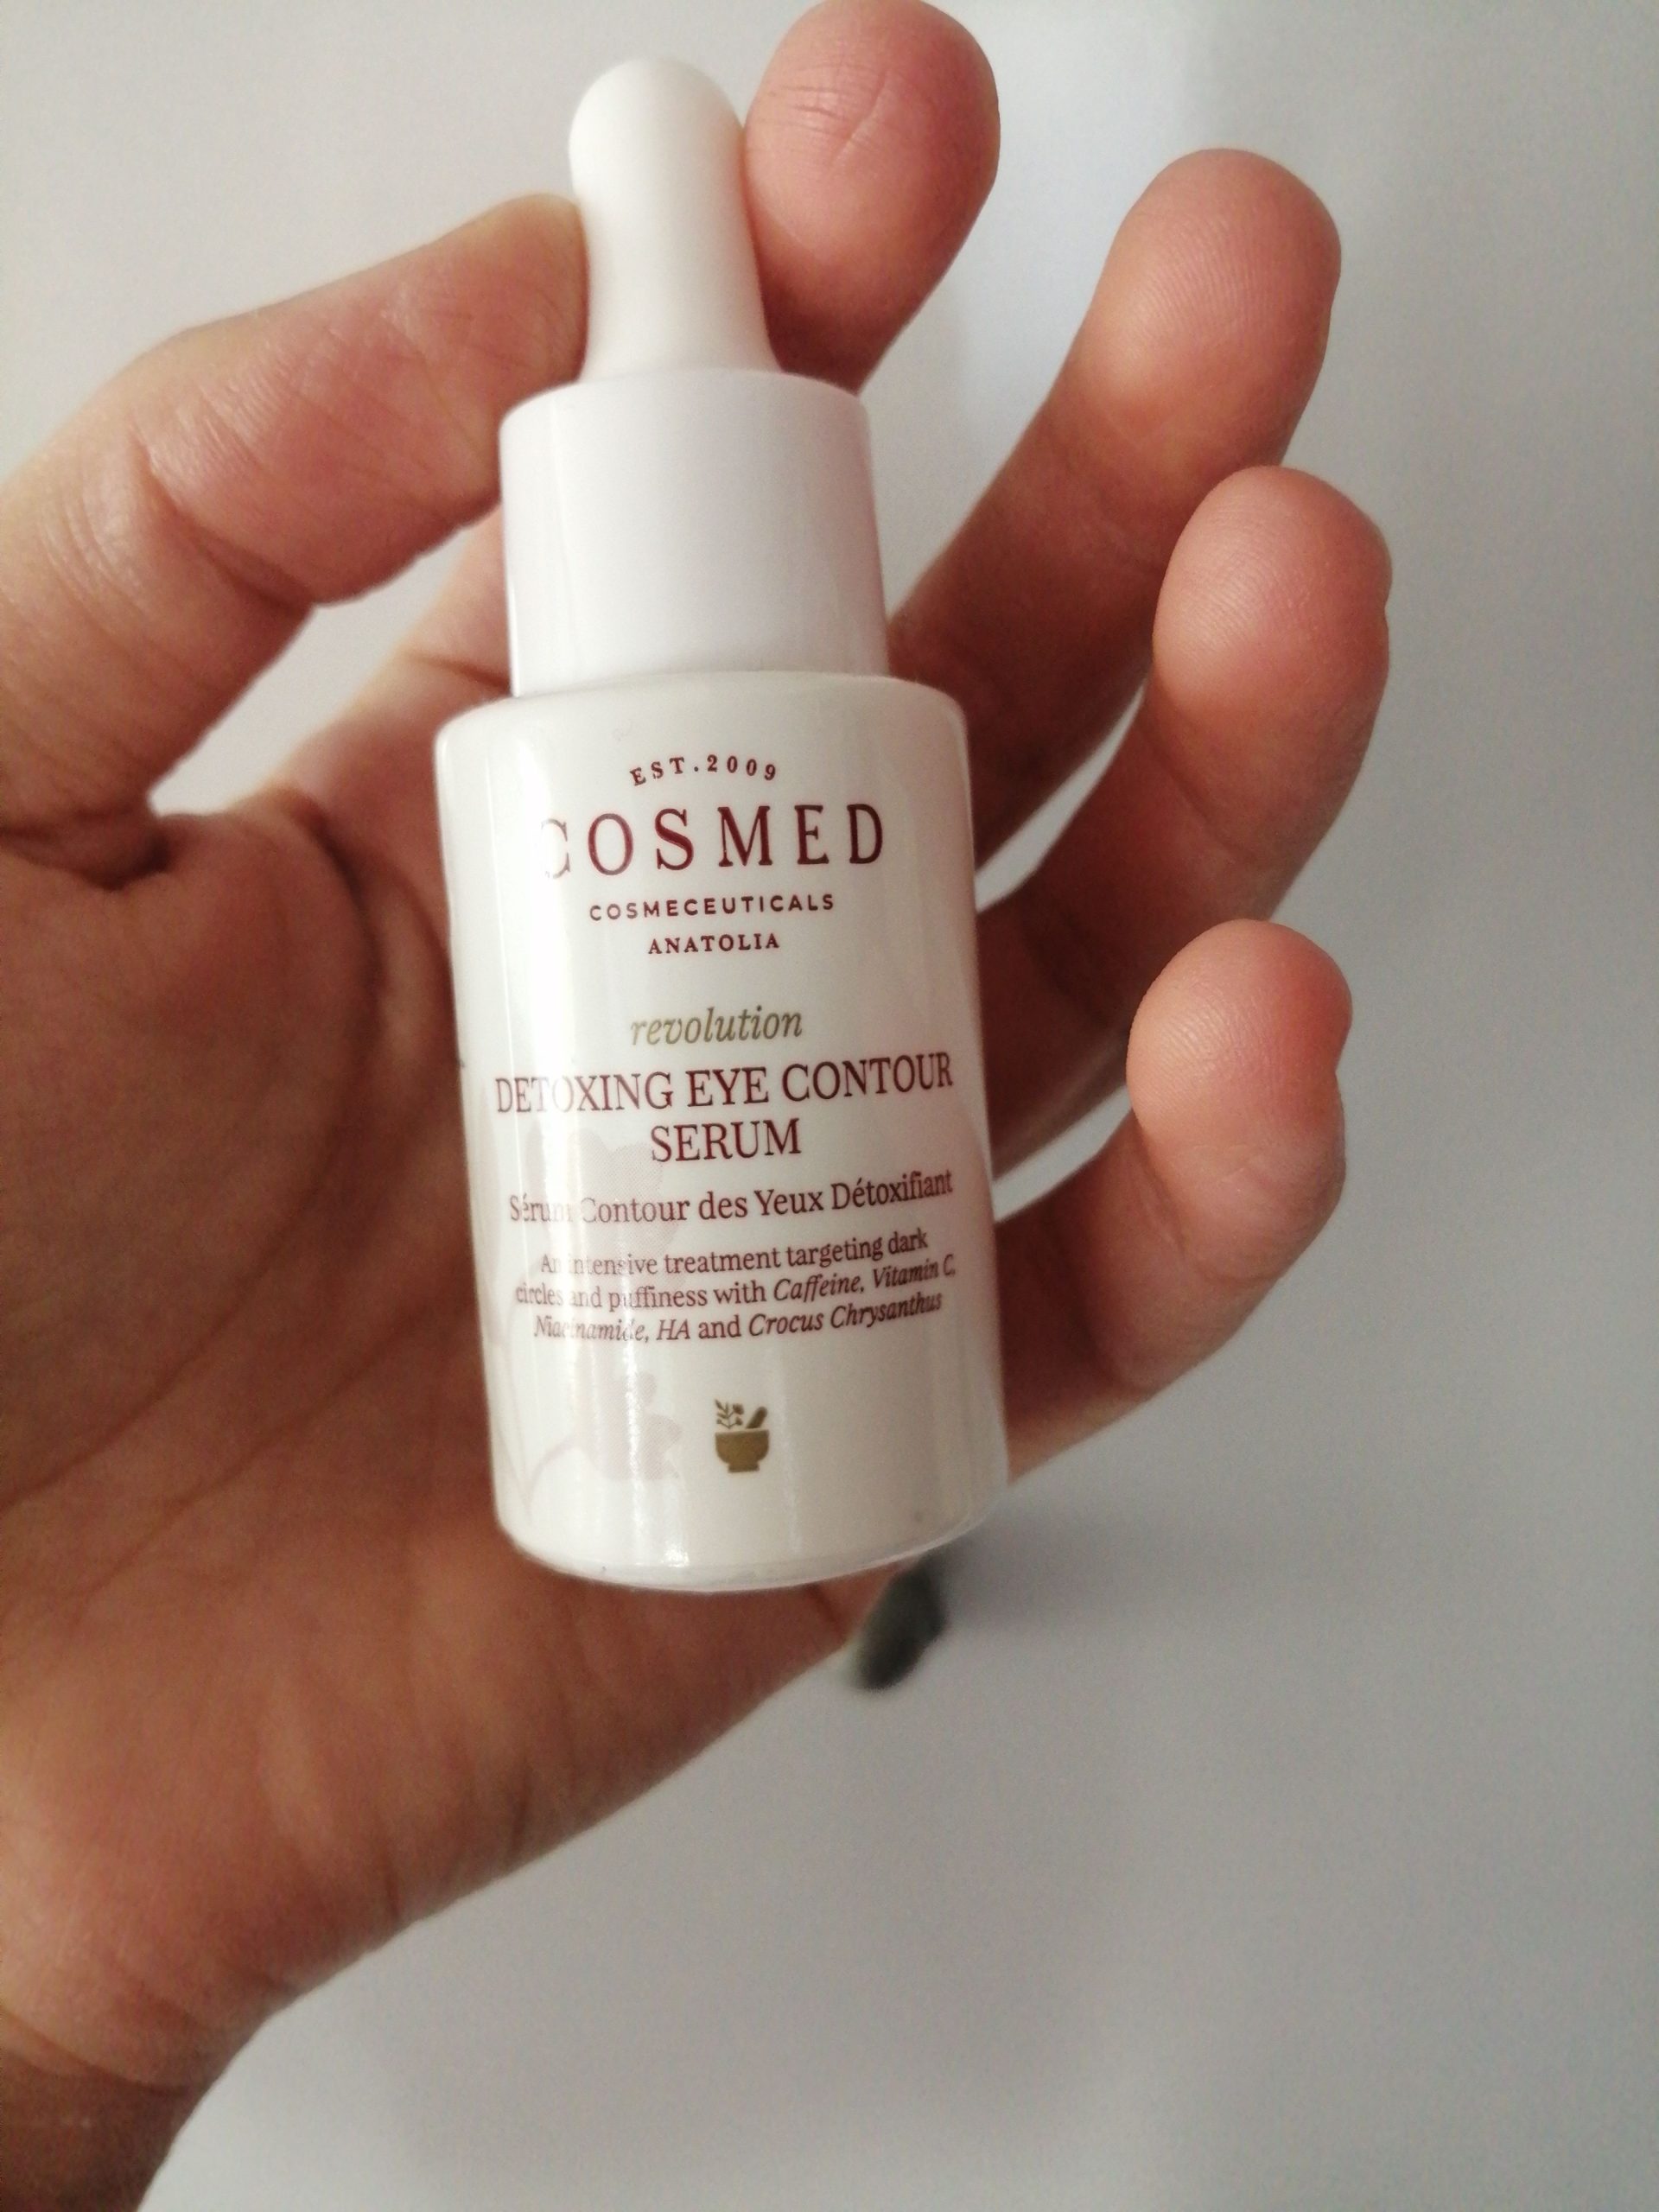 EST.2009
COSMED
COSMECEUTICALS
ANATOLIA
revolution
DETOXING EYE CONTOUR
SERUM
Sérum Contour des Yeux Détoxifiant
An intensive treatment targeting dark
circles and puffiness with Caffeine, Vitamin C,
Niacinamide, HA and Crocus Chrysanthus